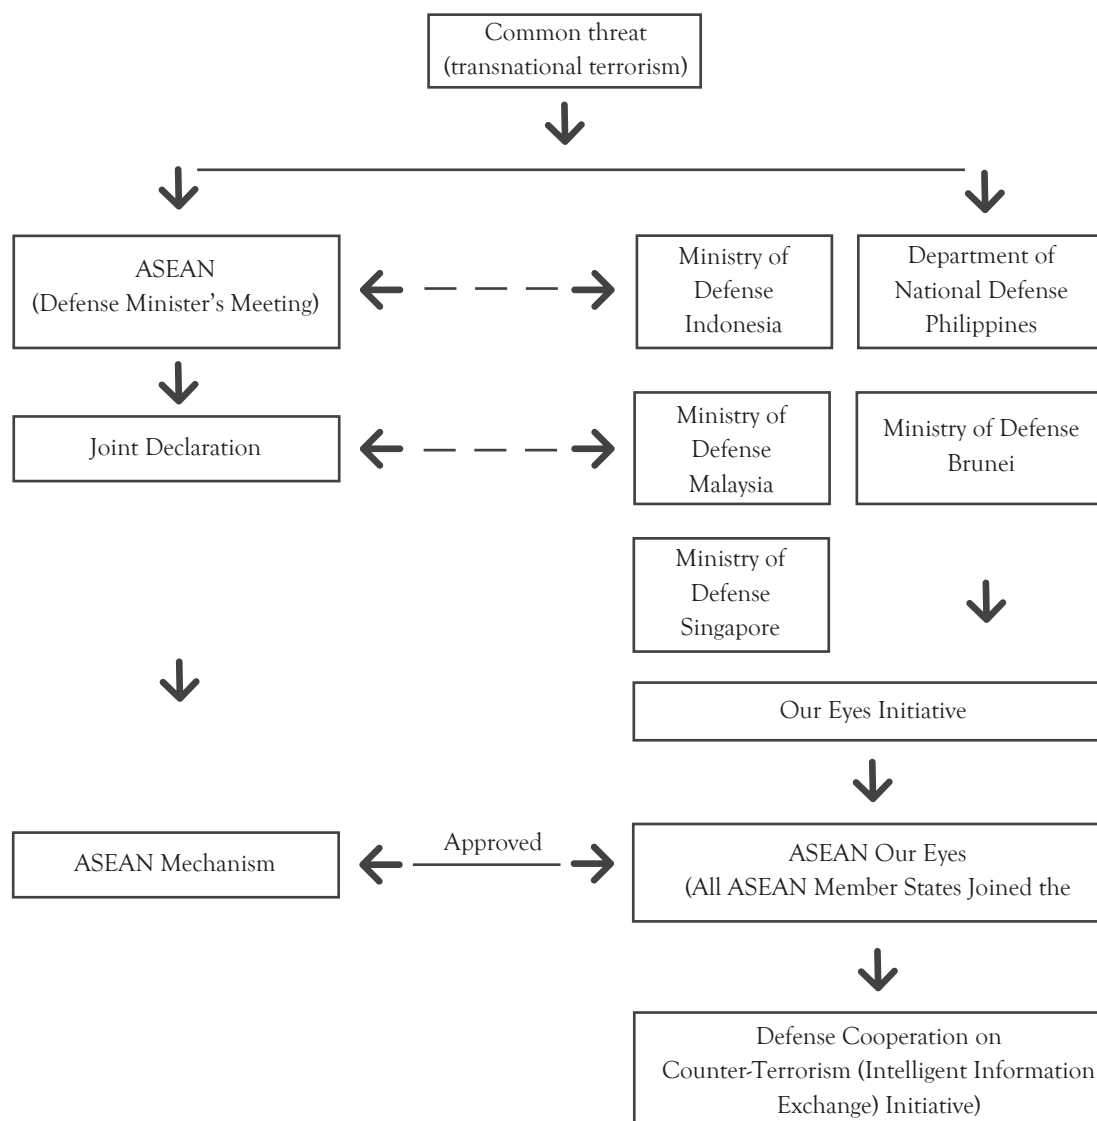 Common threat
(transnational terrorism)
ASEAN
(Defense Minister’s Meeting)
Ministry of
Defense
Indonesia
Department of
National Defense
Philippines
Joint Declaration
Ministry of
Defense
Malaysia
Ministry of Defense
Brunei
Ministry of
Defense
Singapore
Our Eyes Initiative
ASEAN Mechanism
Approved
ASEAN Our Eyes
(All ASEAN Member States Joined the
Defense Cooperation on
Counter-Terrorism (Intelligent Information
Exchange) Initiative)